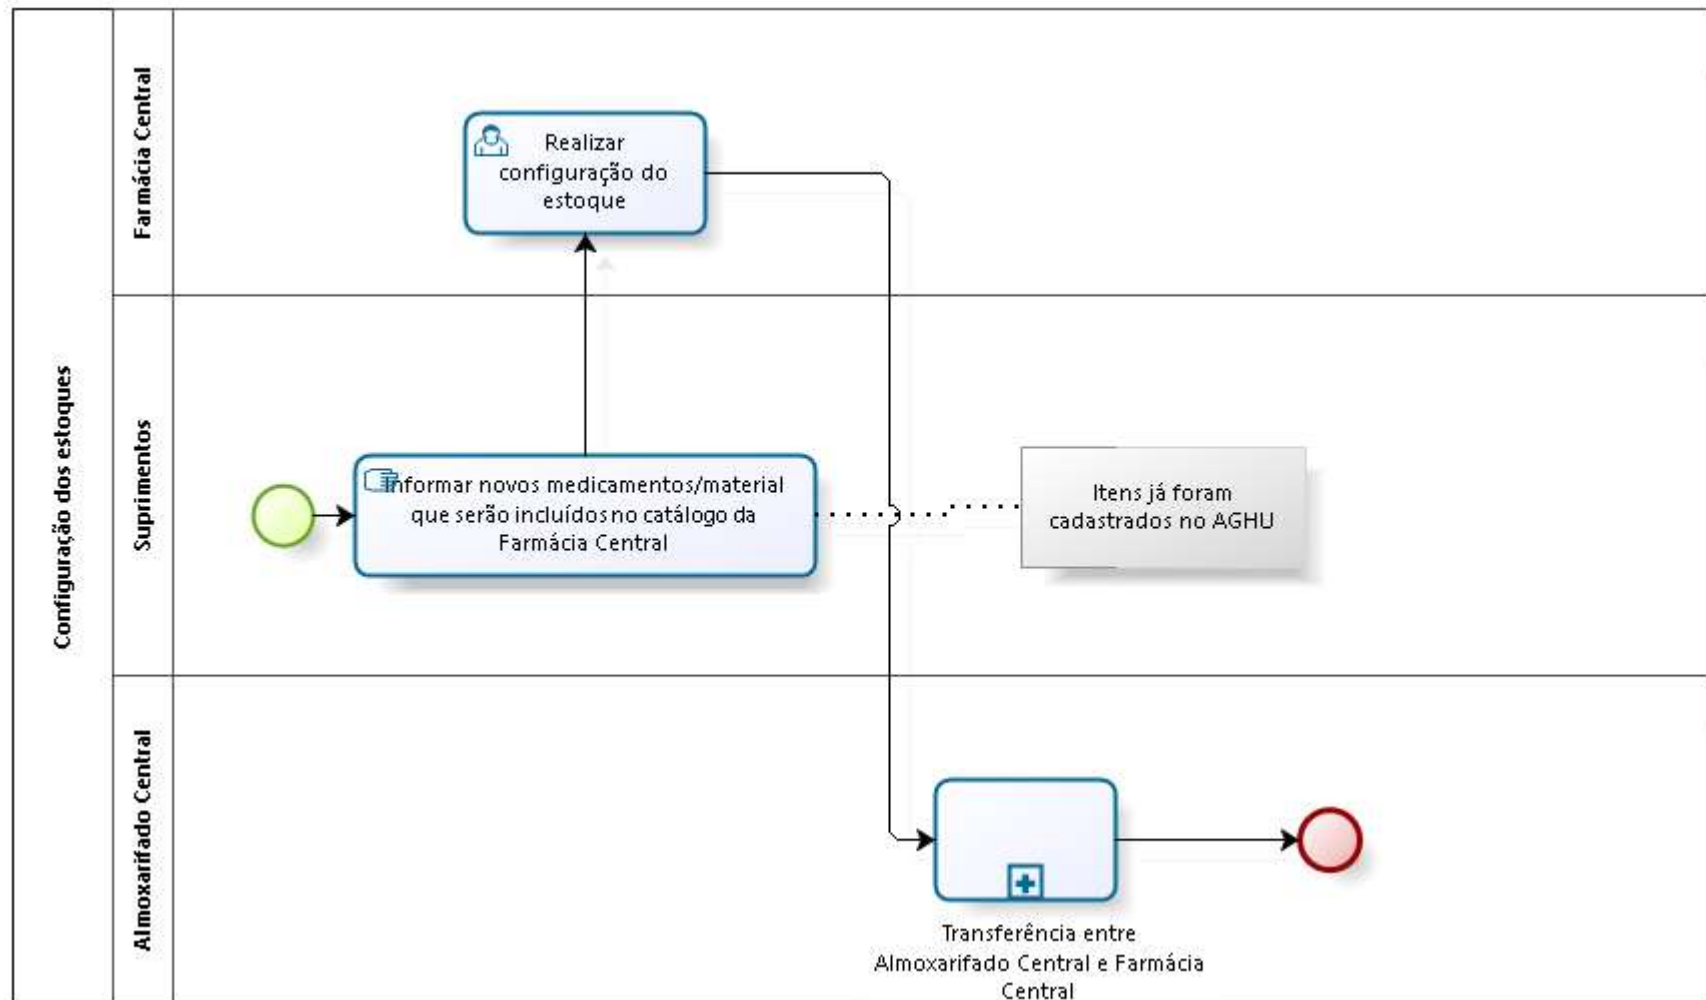 Configuração dos estoques
Farmácia Central
Realizar
configuração do
estoque
Suprimentos
Informar novos medicamentos/material
que serão incluídos no catálogo da
Farmácia Central
Itens já foram
cadastrados no AGHU
Almoxarifado Central
Transferência entre
Almoxarifado Central e Farmácia
Central